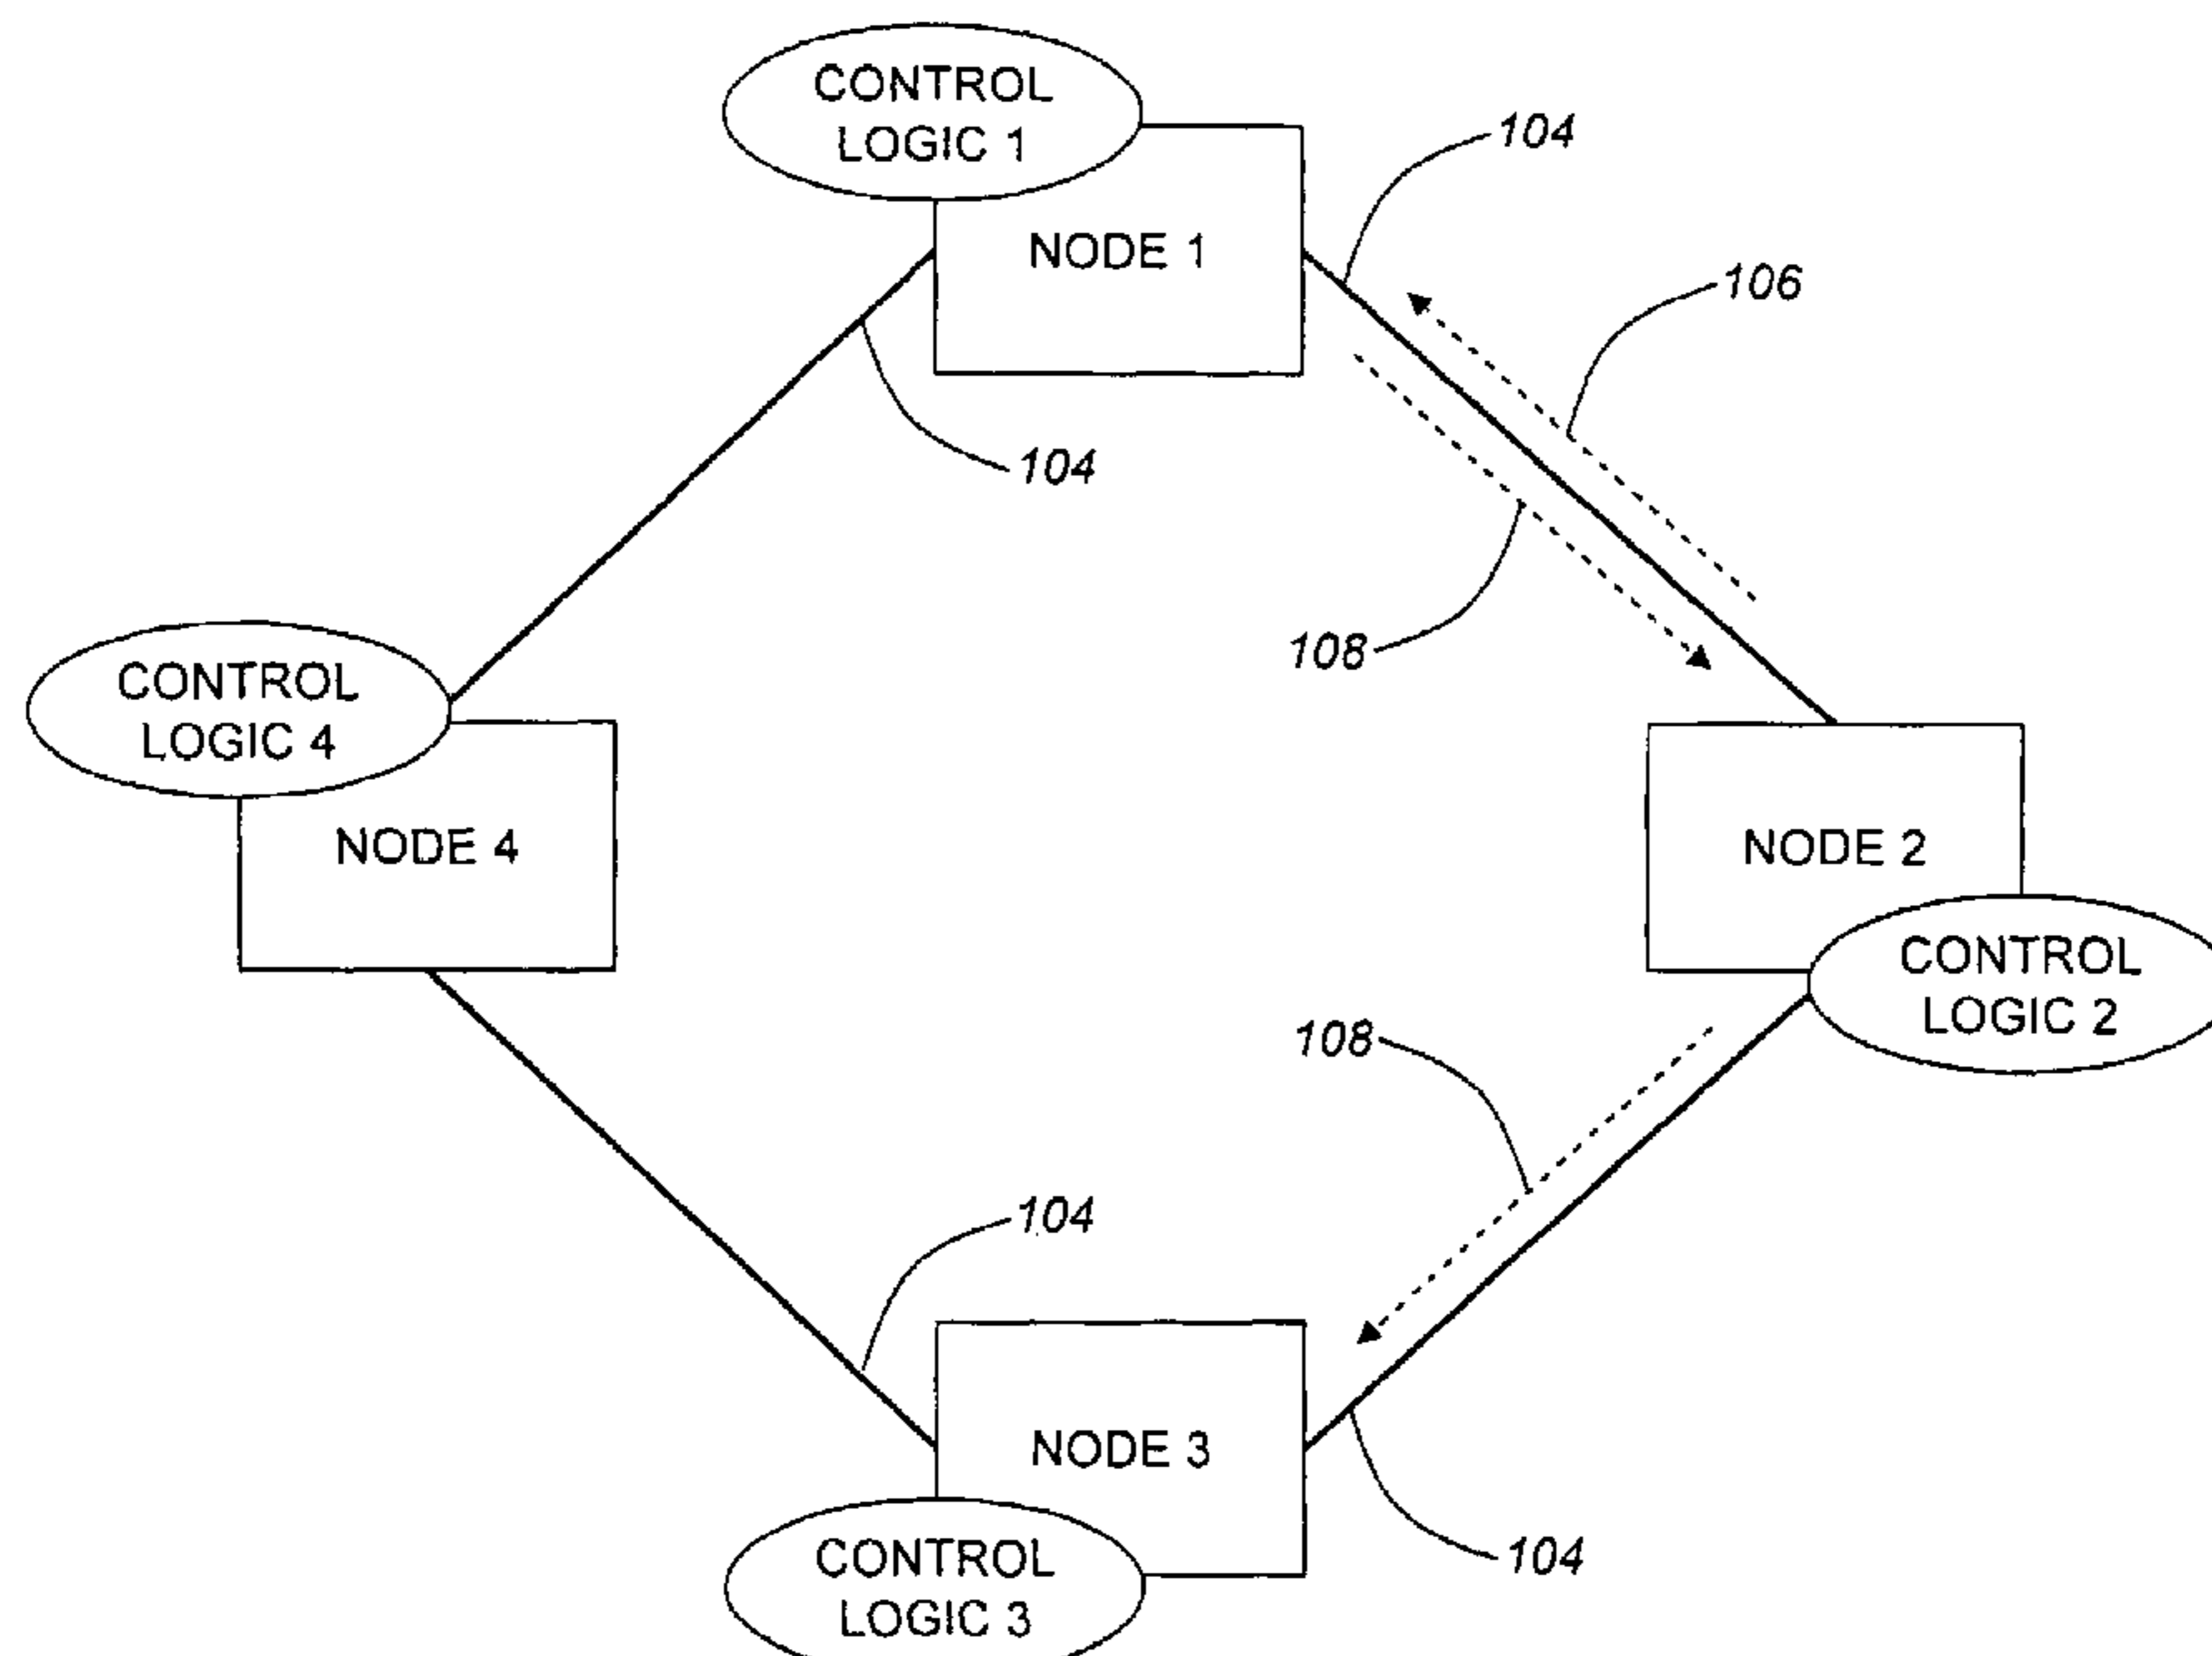 CONTROL
LOGIC 1
NODE 1
104
106
104
108
CONTROL
LOGIC 4
NODE 4
NODE 2
CONTROL
LOGIC 2
108
104
NODE 3
104
CONTROL
LOGIC 3